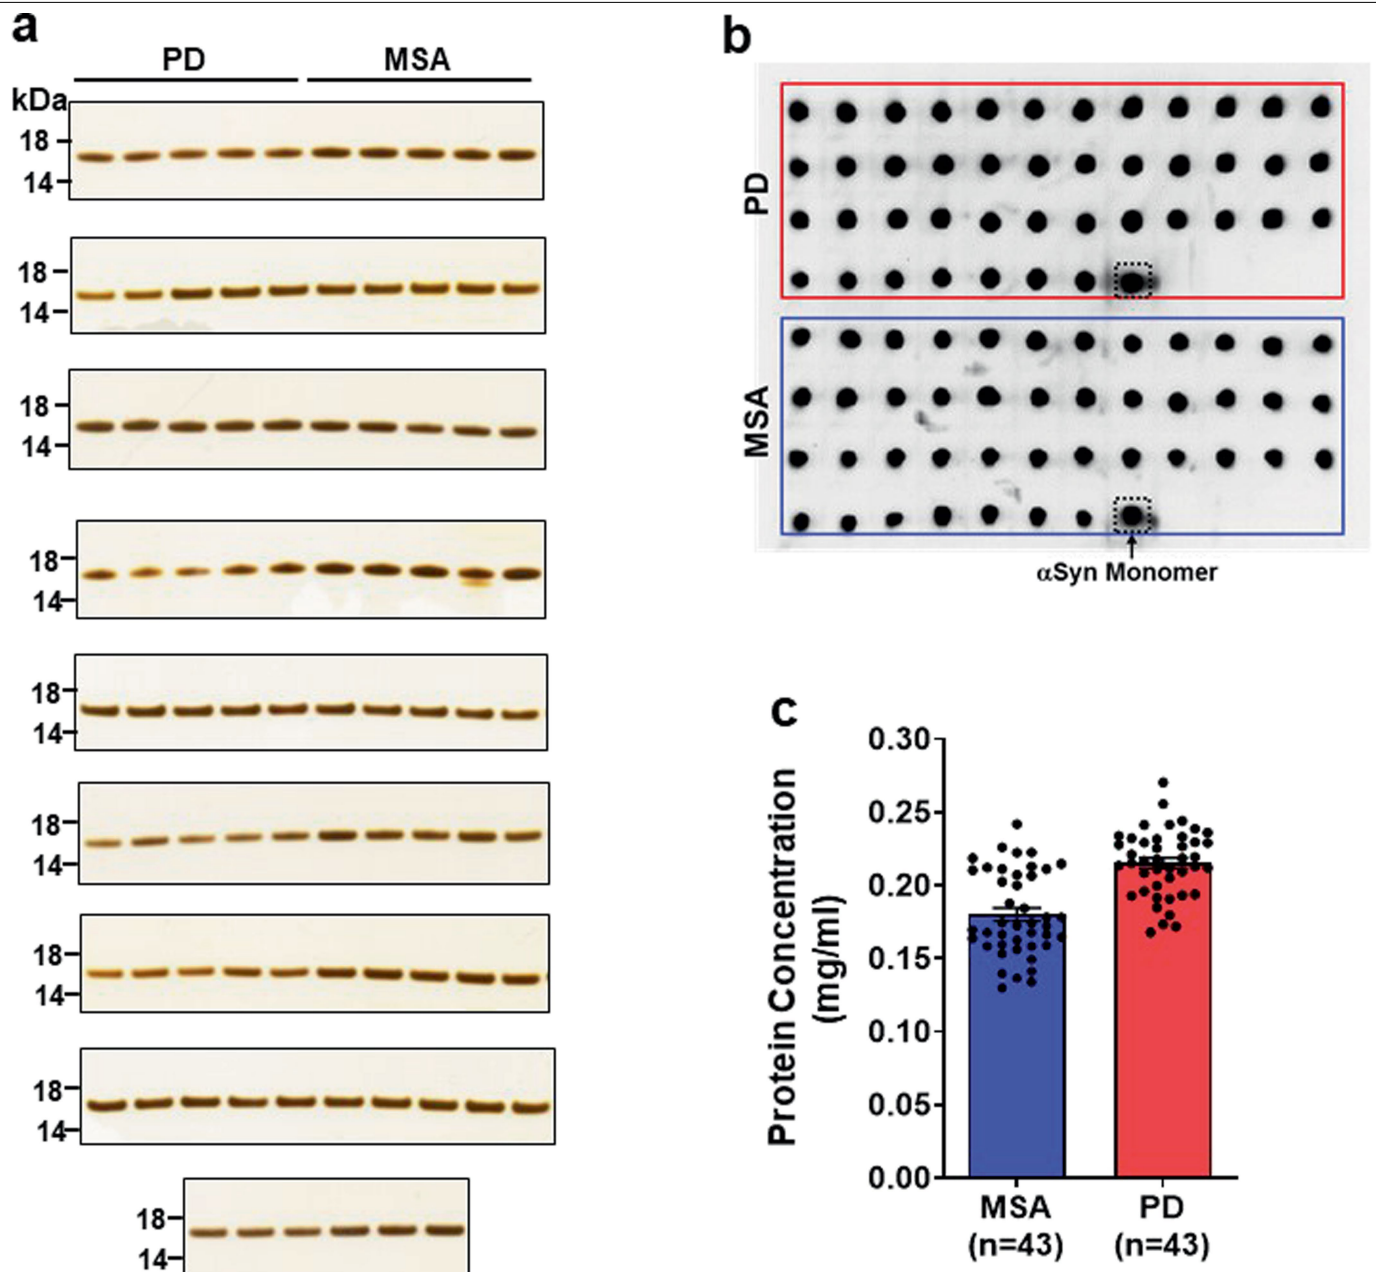 a
PD MSA
kDa
18
14
18
14
18
14
18
14
18
14
18
14
18
14
18
14
18
14
b
PD
MSA
αSyn Monomer
c
Protein Concentration
(mg/ml)
0.30
0.25
0.20
0.15
0.10
0.05
0.00
MSA PD
(n=43) (n=43)